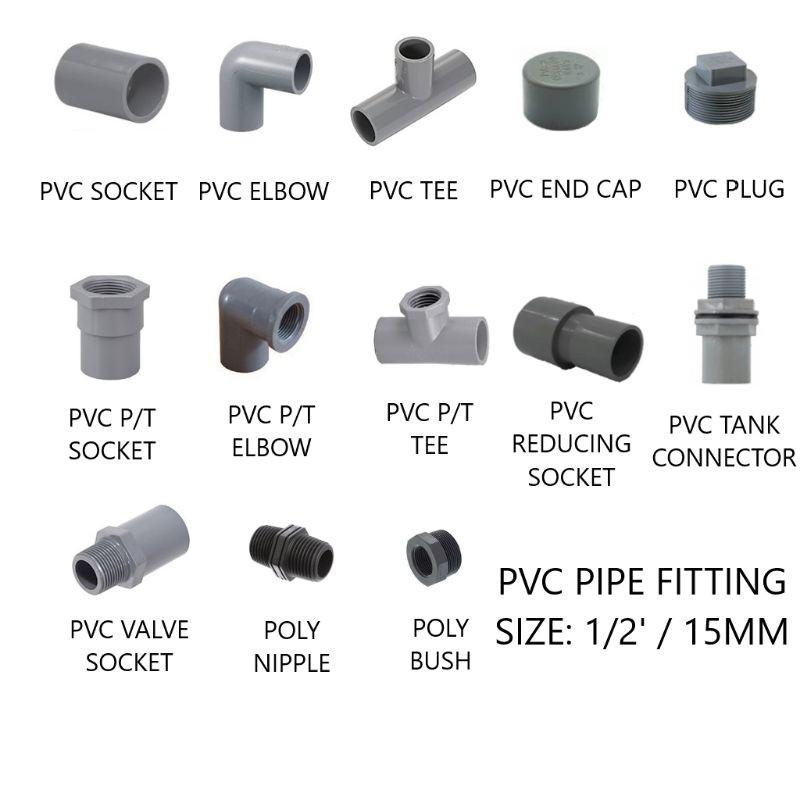 PVC SOCKET
PVC ELBOW
PVC TEE
PVC END CAP
PVC PLUG
PVC P/T
SOCKET
PVC P/T
ELBOW
PVC P/T
TEE
PVC
REDUCING
SOCKET
PVC TANK
CONNECTOR
PVC VALVE
SOCKET
POLY
NIPPLE
POLY
BUSH
PVC PIPE FITTING
SIZE: 1/2' / 15MM